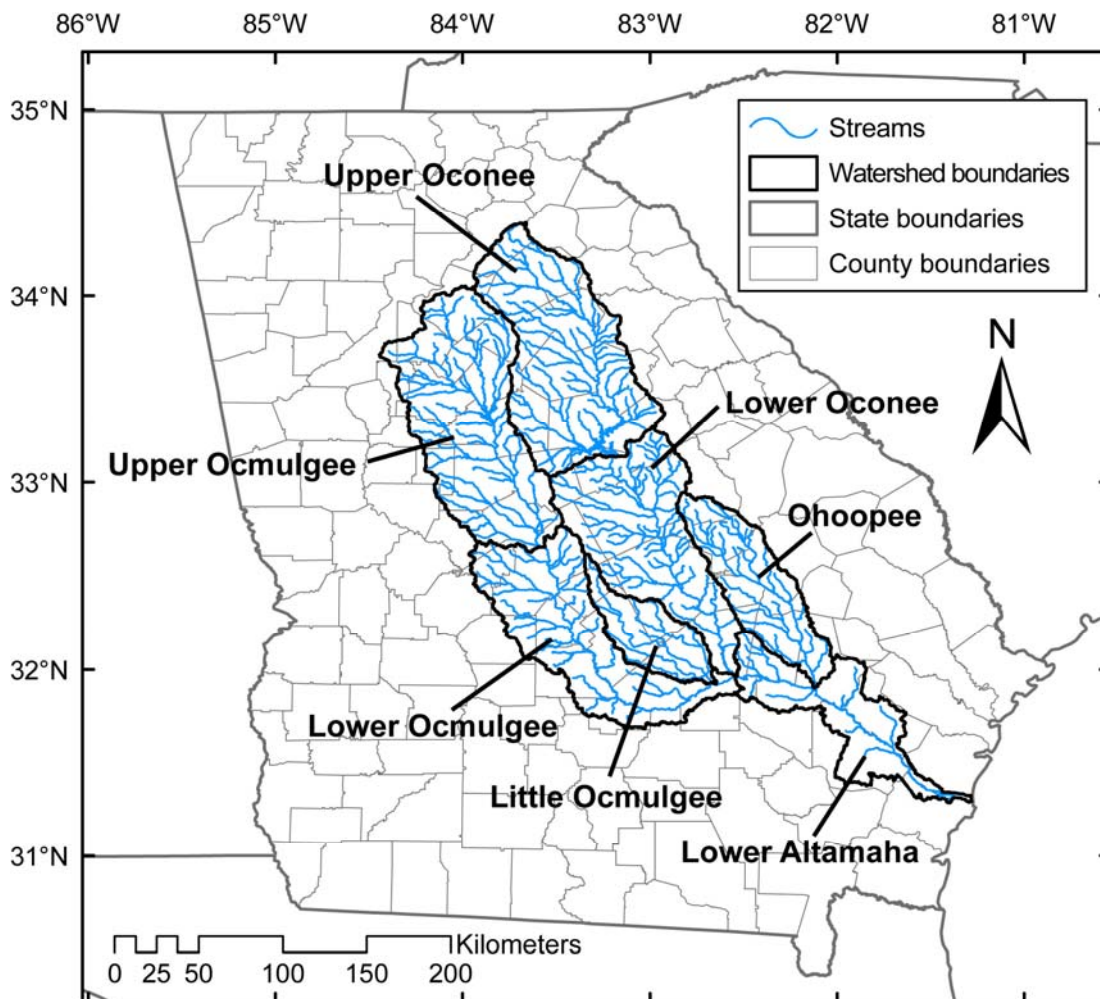 86°W 85°W 84°W 83°W 82°W 81°W
35°N
34°N
33°N
32°N
31°N
Streams
Watershed boundaries
State boundaries
County boundaries
N
Upper Oconee
Lower Oconee
Upper Ocmulgee
Ohoopee
Lower Ocmulgee
Little Ocmulgee
Lower Altamaha
Kilometers
0 25 50 100 150 200